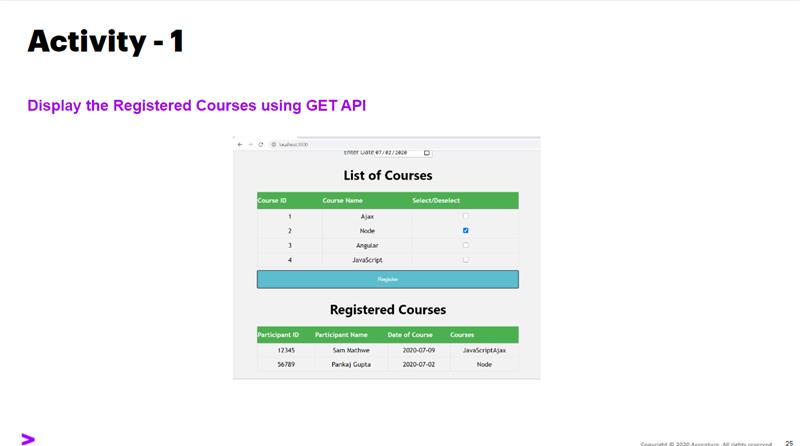 Activity - 1
Display the Registered Courses using GET API
localhost:3000
Enter Date 07/02/2020
List of Courses
Course ID Course Name Select/Deselect
1 Ajax
2 Node
3 Angular
4 JavaScript
Register
Registered Courses
Participant ID Participant Name Date of Course Courses
12345 Sam Mathwe 2020-07-09 JavaScriptAjax
56789 Pankaj Gupta 2020-07-02 Node
>
Copyright © 2020 Accenture. All rights reserved. 25